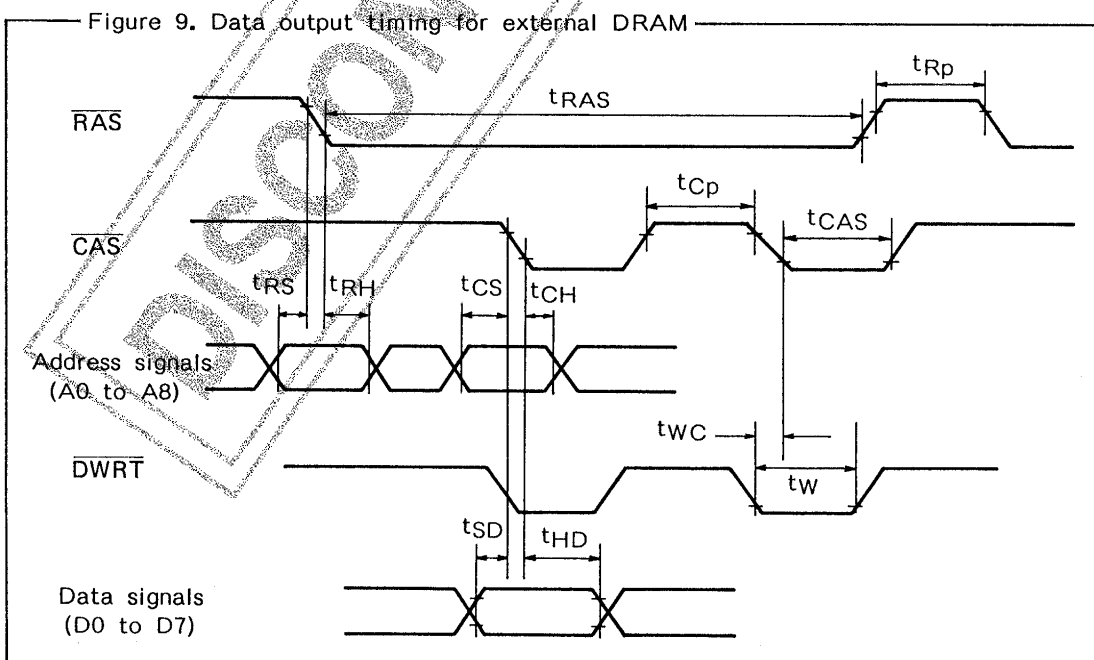 Figure 9. Data output timing for external DRAM
tRp
tRAS
RAS
tCp
tCAS
CAS
tRS tRH tCS tCH
Address signals
(A0 to A8)
tWC
DWRT
tW
tSD tHD
Data signals
(D0 to D7)
DISCON